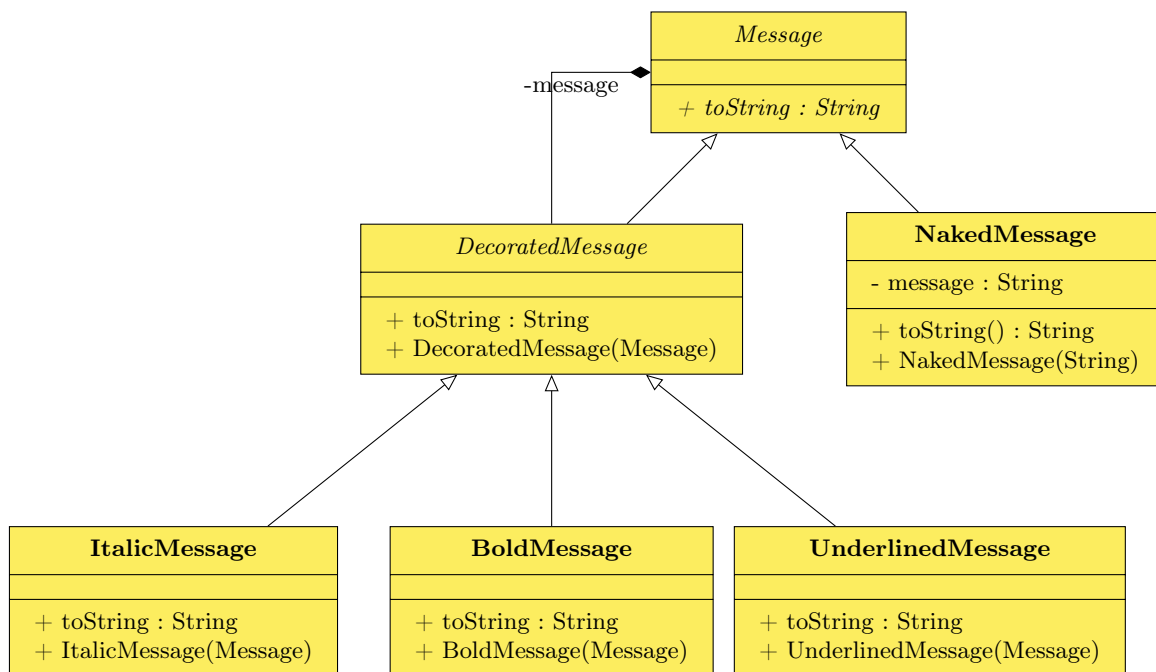 Message
-message
+ toString : String
DecoratedMessage
+ toString : String
+ DecoratedMessage(Message)
NakedMessage
- message : String
+ toString() : String
+ NakedMessage(String)
ItalicMessage
+ toString : String
+ ItalicMessage(Message)
BoldMessage
+ toString : String
+ BoldMessage(Message)
UnderlinedMessage
+ toString : String
+ UnderlinedMessage(Message)